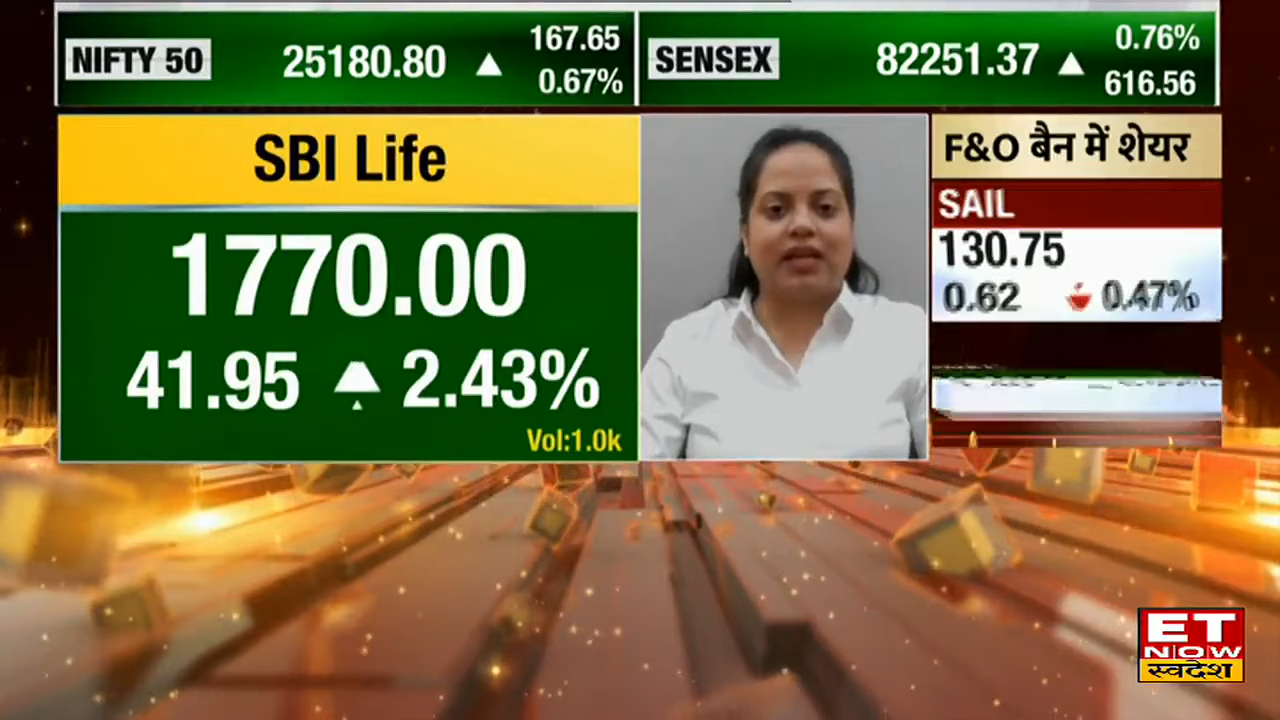 NIFTY 50 25180.80 ▲ 167.65 0.67%
SENSEX 82251.37 ▲ 0.76% 616.56
SBI Life
1770.00
41.95 ▲ 2.43%
Vol:1.0k
F&O बैन में शेयर
SAIL
130.75
0.62 0.47%
ET
NOW
स्वदेश